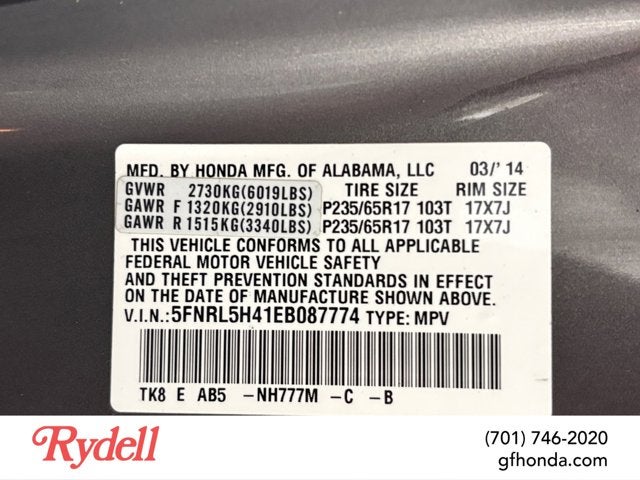 MFD. BY HONDA MFG. OF ALABAMA, LLC 03/'14
GVWR 2730KG(6019LBS) TIRE SIZE RIM SIZE
GAWR F 1320KG(2910LBS) P235/65R17 103T 17X7J
GAWR R 1515KG(3340LBS) P235/65R17 103T 17X7J
THIS VEHICLE CONFORMS TO ALL APPLICABLE
FEDERAL MOTOR VEHICLE SAFETY
AND THEFT PREVENTION STANDARDS IN EFFECT
ON THE DATE OF MANUFACTURE SHOWN ABOVE.
V.I.N.:5FNRL5H41EB087774 TYPE: MPV
TK8 E AB5 -NH777M -C -B
Rydell
(701) 746-2020
gfhonda.com